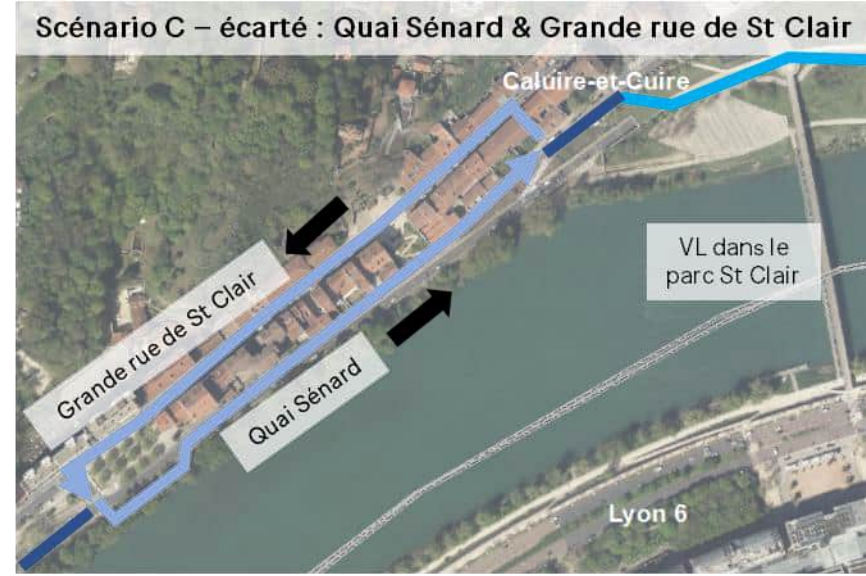 Scénario C – écarté : Quai Sénard & Grande rue de St Clair
Caluire-et-Cuire
VL dans le
parc St Clair
Grande rue de St Clair
Quai Sénard
Lyon 6